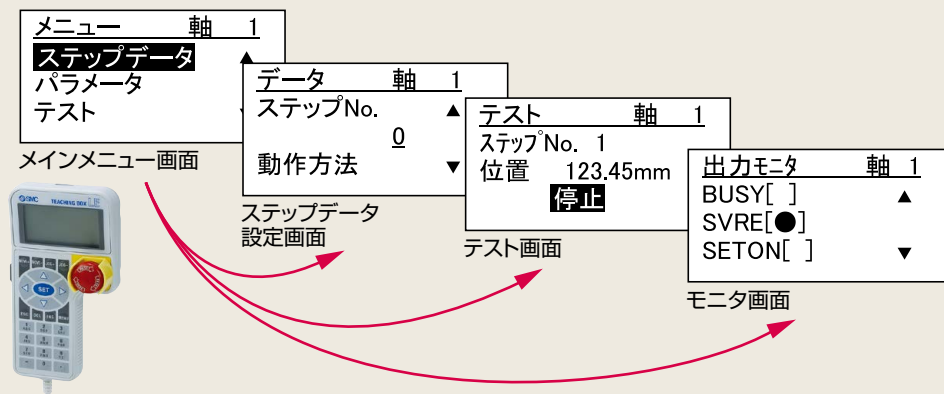 メニュー 軸 1
ステップデータ ▲
パラメータ
テスト
メインメニュー画面
データ 軸 1
ステップNo. ▲
0
動作方法 ▼
ステップデータ
設定画面
テスト 軸 1
ステップNo. 1
位置 123.45mm
停止
テスト画面
出力モニタ 軸 1
BUSY[ ] ▲
SVRE[●]
SETON[ ] ▼
モニタ画面
SMC TEACHING BOX
SET